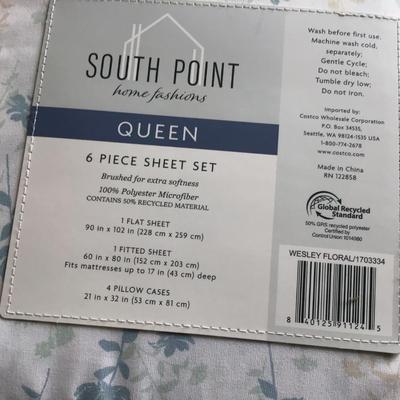 SOUTH POINT
home fashions
QUEEN
6 PIECE SHEET SET
Brushed for extra softness
100% Polyester Microfiber
CONTAINS 50% RECYCLED MATERIAL
1 FLAT SHEET
90 in x 102 in (228 cm x 259 cm)
1 FITTED SHEET
60 in x 80 in (152 cm x 203 cm)
Fits mattresses up to 17 in (43 cm) deep
4 PILLOW CASES
21 in x 32 in (53 cm x 81 cm)
Wash before first use.
Machine wash cold,
separately;
Gentle Cycle;
Do not bleach;
Tumble dry low;
Do not iron.
Imported by:
Costco Wholesale Corporation
P.O. Box 34535,
Seattle, WA 98124-1535 USA
1-800-774-2678
www.costco.com
Made in China
RN 122858
Global Recycled
Standard
50% GRS recycled polyester
Certified by
Control Union 1014980
WESLEY FLORAL/1703334
8 40125 91124 5